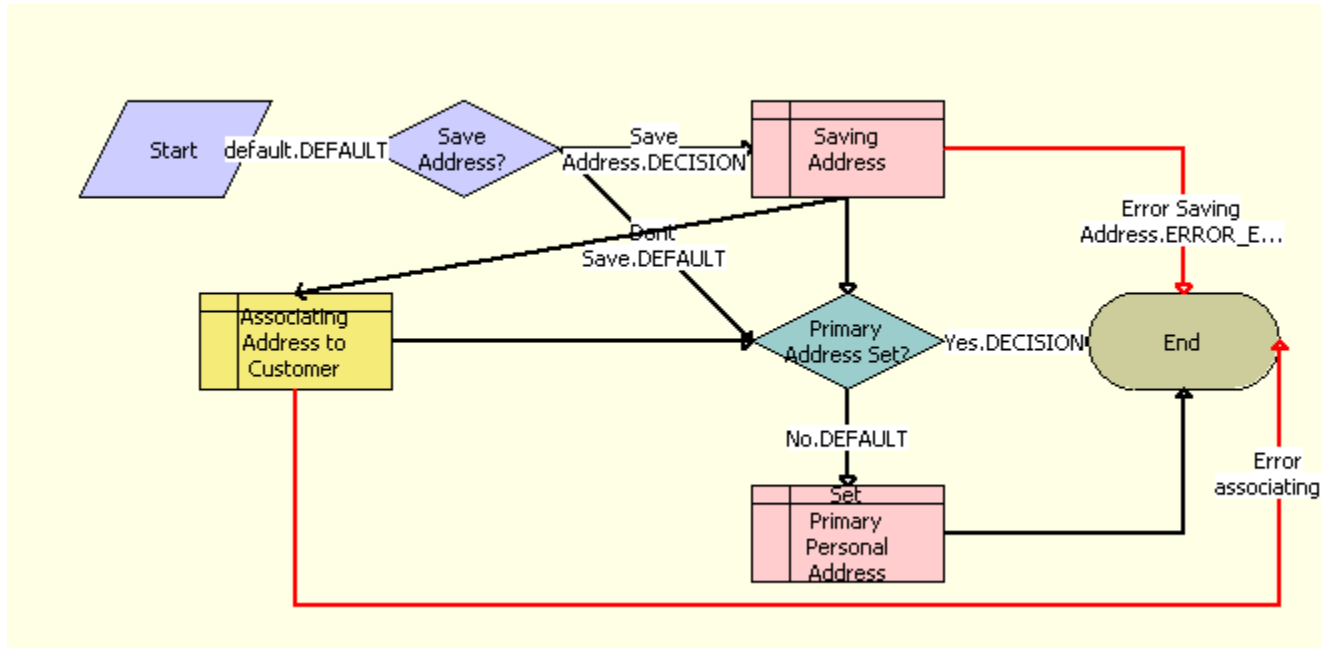 Start
default.DEFAULT
Save
Address?
Save
Address.DECISION
Saving
Address
Error Saving
Address.ERROR_E...
Dont
Save.DEFAULT
Associating
Address to
Customer
Primary
Address Set?
Yes.DECISION
End
No.DEFAULT
Error
associating
Set
Primary
Personal
Address